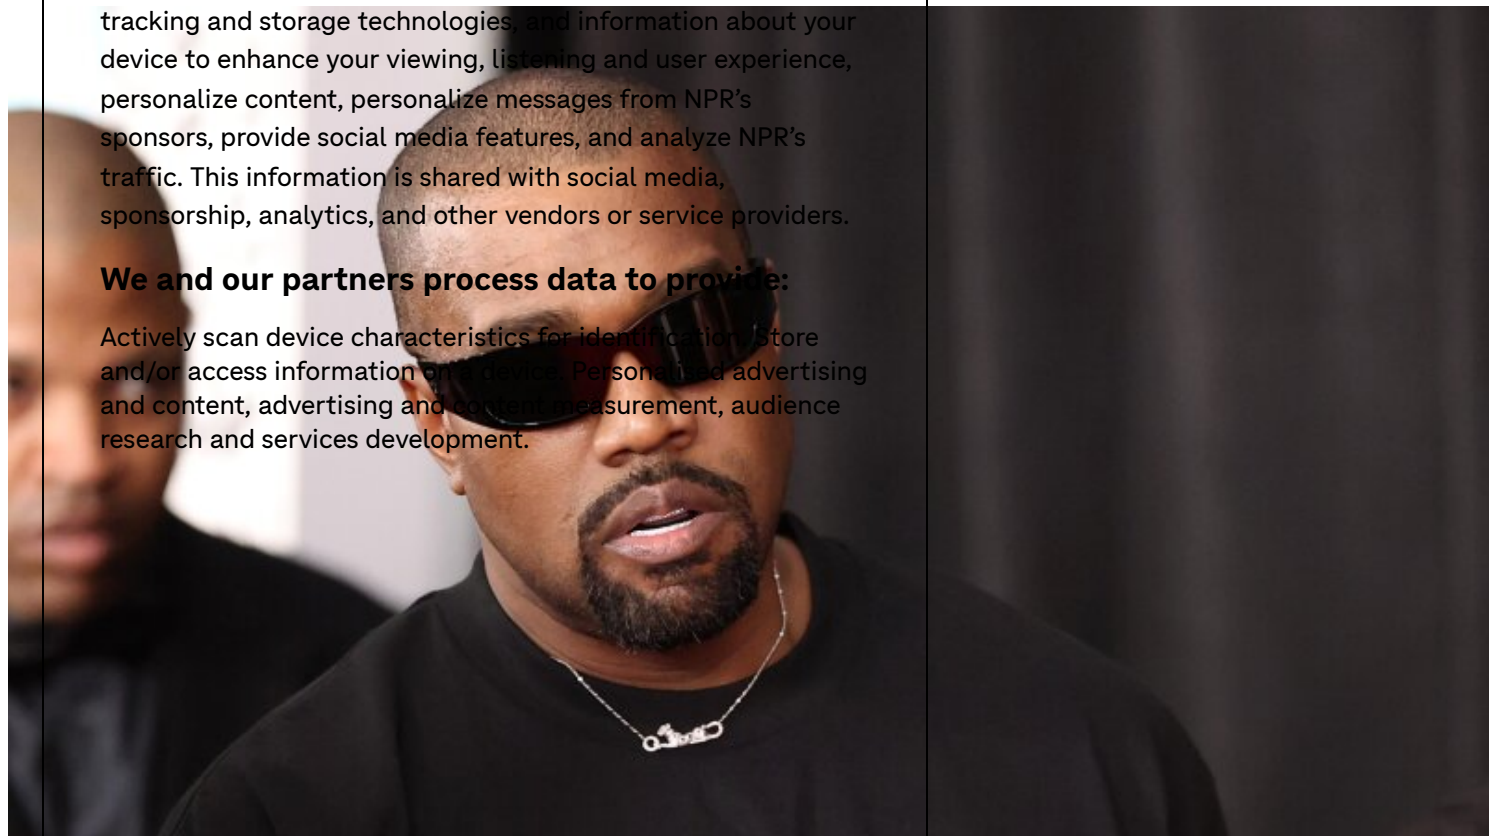 tracking and storage technologies, and information about your
device to enhance your viewing, listening and user experience,
personalize content, personalize messages from NPR’s
sponsors, provide social media features, and analyze NPR’s
traffic. This information is shared with social media,
sponsorship, analytics, and other vendors or service providers.
We and our partners process data to provide:
Actively scan device characteristics for identification. Store
and/or access information on a device. Personalised advertising
and content, advertising and content measurement, audience
research and services development.